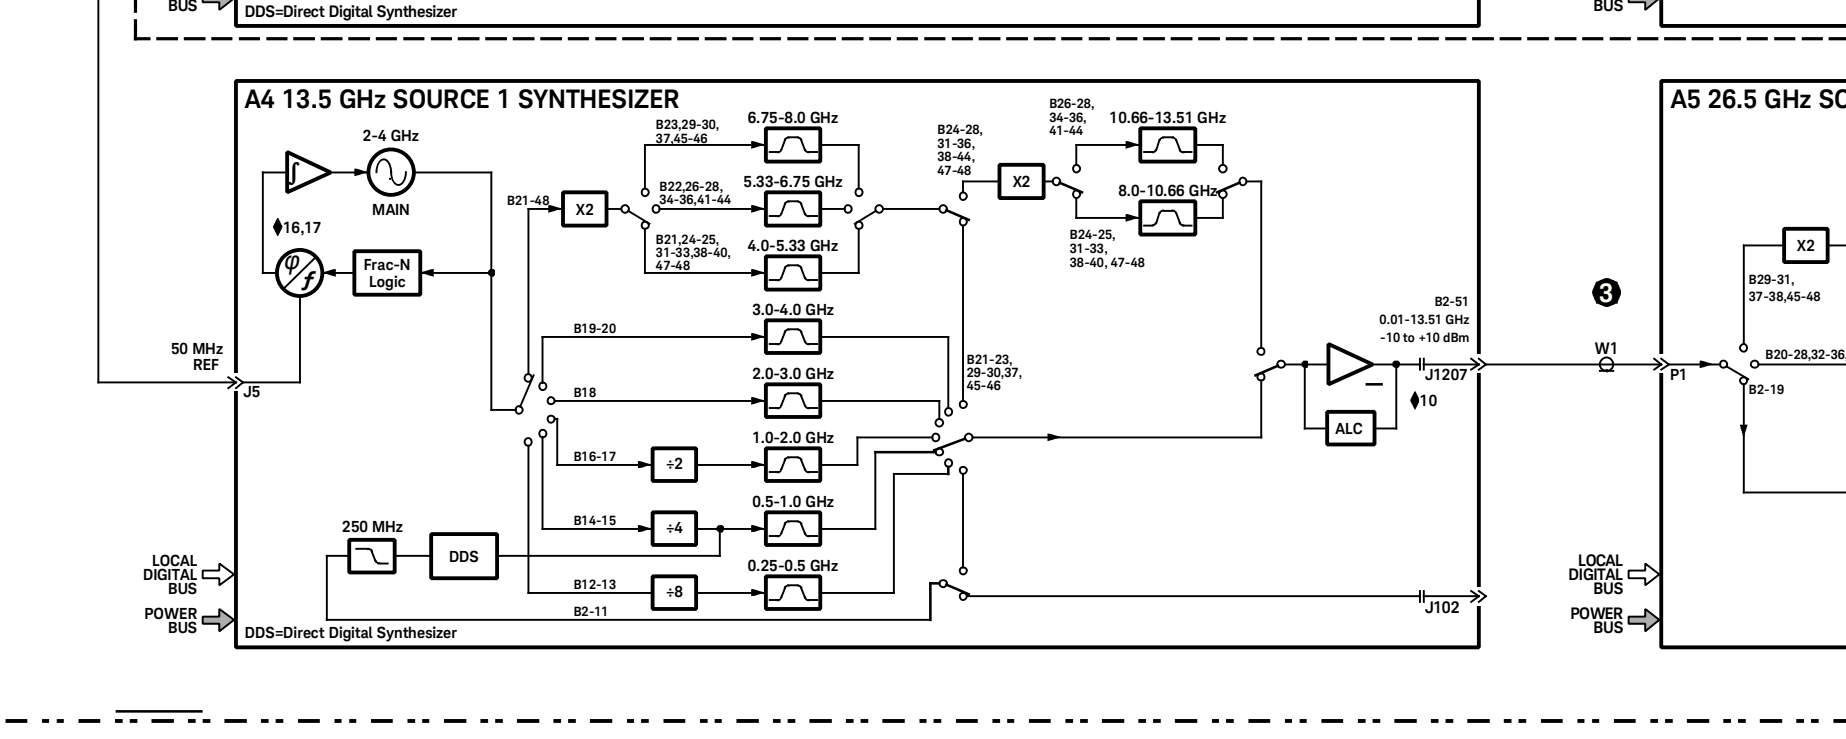 BUS
DDS=Direct Digital Synthesizer
BUS
A4 13.5 GHz SOURCE 1 SYNTHESIZER
2-4 GHz
MAIN
♦16,17
φ/f
Frac-N
Logic
50 MHz
REF
J5
B21-48
X2
B23,29-30,
37,45-46
6.75-8.0 GHz
B22,26-28,
34-36,41-44
5.33-6.75 GHz
B21,24-25,
31-33,38-40,
47-48
4.0-5.33 GHz
B19-20
3.0-4.0 GHz
B18
2.0-3.0 GHz
B16-17
÷2
1.0-2.0 GHz
B14-15
÷4
0.5-1.0 GHz
250 MHz
DDS
B12-13
÷8
0.25-0.5 GHz
B2-11
B24-28,
31-36,
38-44,
47-48
X2
B26-28,
34-36,
41-44
10.66-13.51 GHz
8.0-10.66 GHz
B24-25,
31-33,
38-40, 47-48
B21-23,
29-30,37,
45-46
B2-51
0.01-13.51 GHz
-10 to +10 dBm
J1207
♦10
ALC
J102
LOCAL
DIGITAL
BUS
POWER
BUS
DDS=Direct Digital Synthesizer
3
W1
A5 26.5 GHz SO
X2
B29-31,
37-38,45-48
B20-28,32-36,
P1
B2-19
LOCAL
DIGITAL
BUS
POWER
BUS